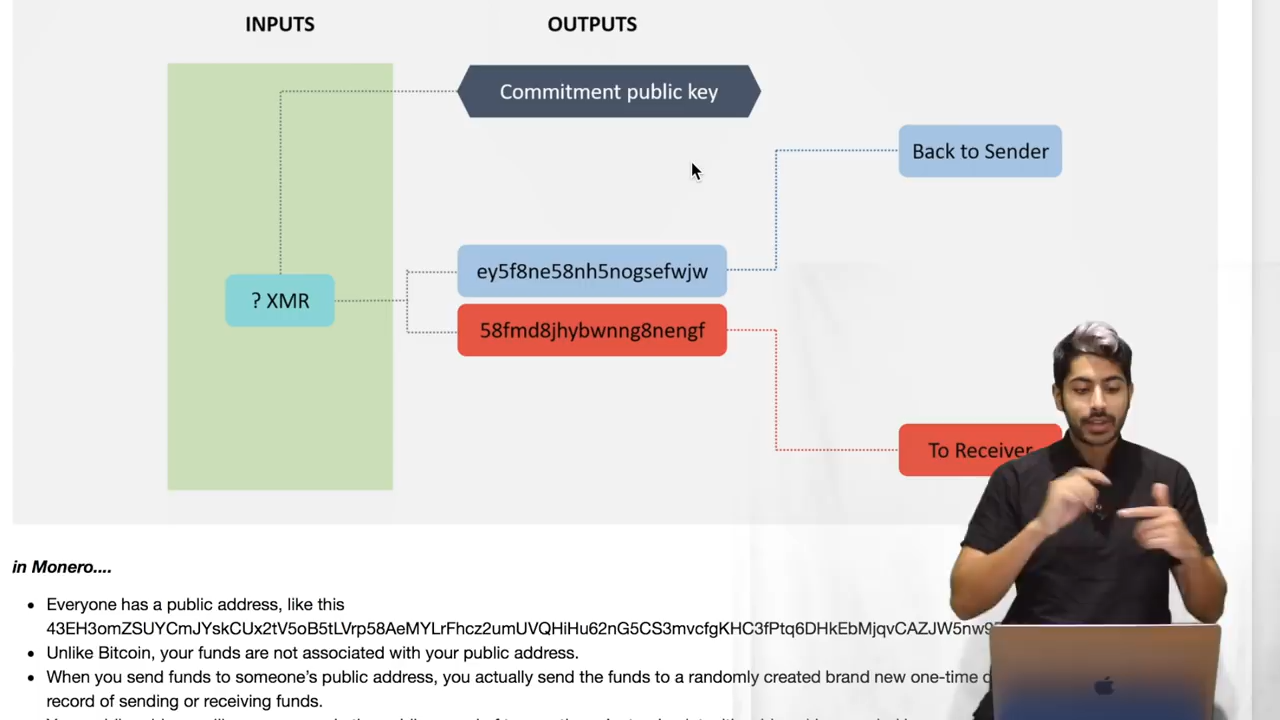 INPUTS
OUTPUTS
Commitment public key
Back to Sender
ey5f8ne58nh5nogsefwjw
? XMR
58fmd8jhybwnng8nengf
To Receiver
in Monero....
Everyone has a public address, like this
43EH3omZSUYCmJYskCUx2tV5oB5tLVrp58AeMYLrFhcz2umUVQHiHu62nG5CS3mvcfgKHC3fPtq6DHkEbMjqvCAZJW5nw9
Unlike Bitcoin, your funds are not associated with your public address.
When you send funds to someone's public address, you actually send the funds to a randomly created brand new one-time
record of sending or receiving funds.